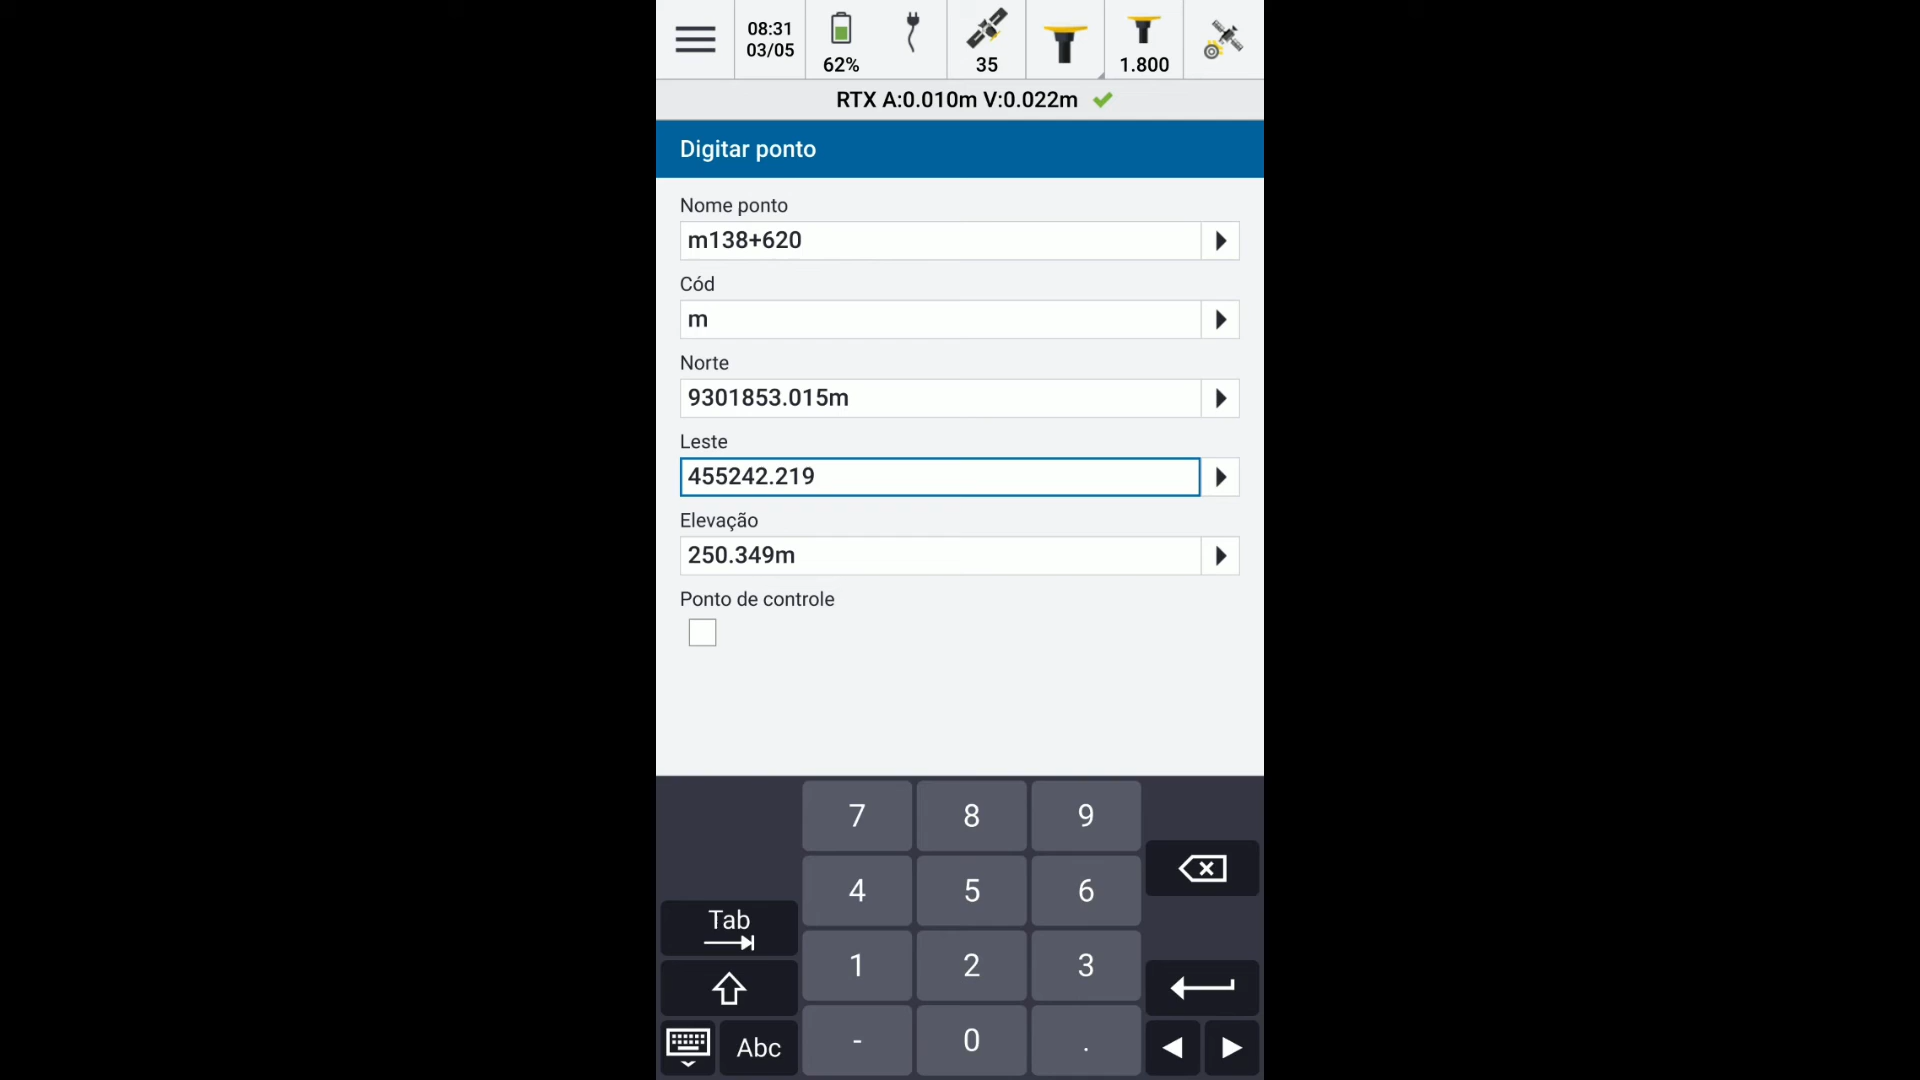 08:31
03/05
62%
35
1.800
RTX A:0.010m V:0.022m
Digitar ponto
Nome ponto
m138+620
Cód
m
Norte
9301853.015m
Leste
455242.219
Elevação
250.349m
Ponto de controle
7 8 9
4 5 6
Tab
1 2 3
Abc - 0 .